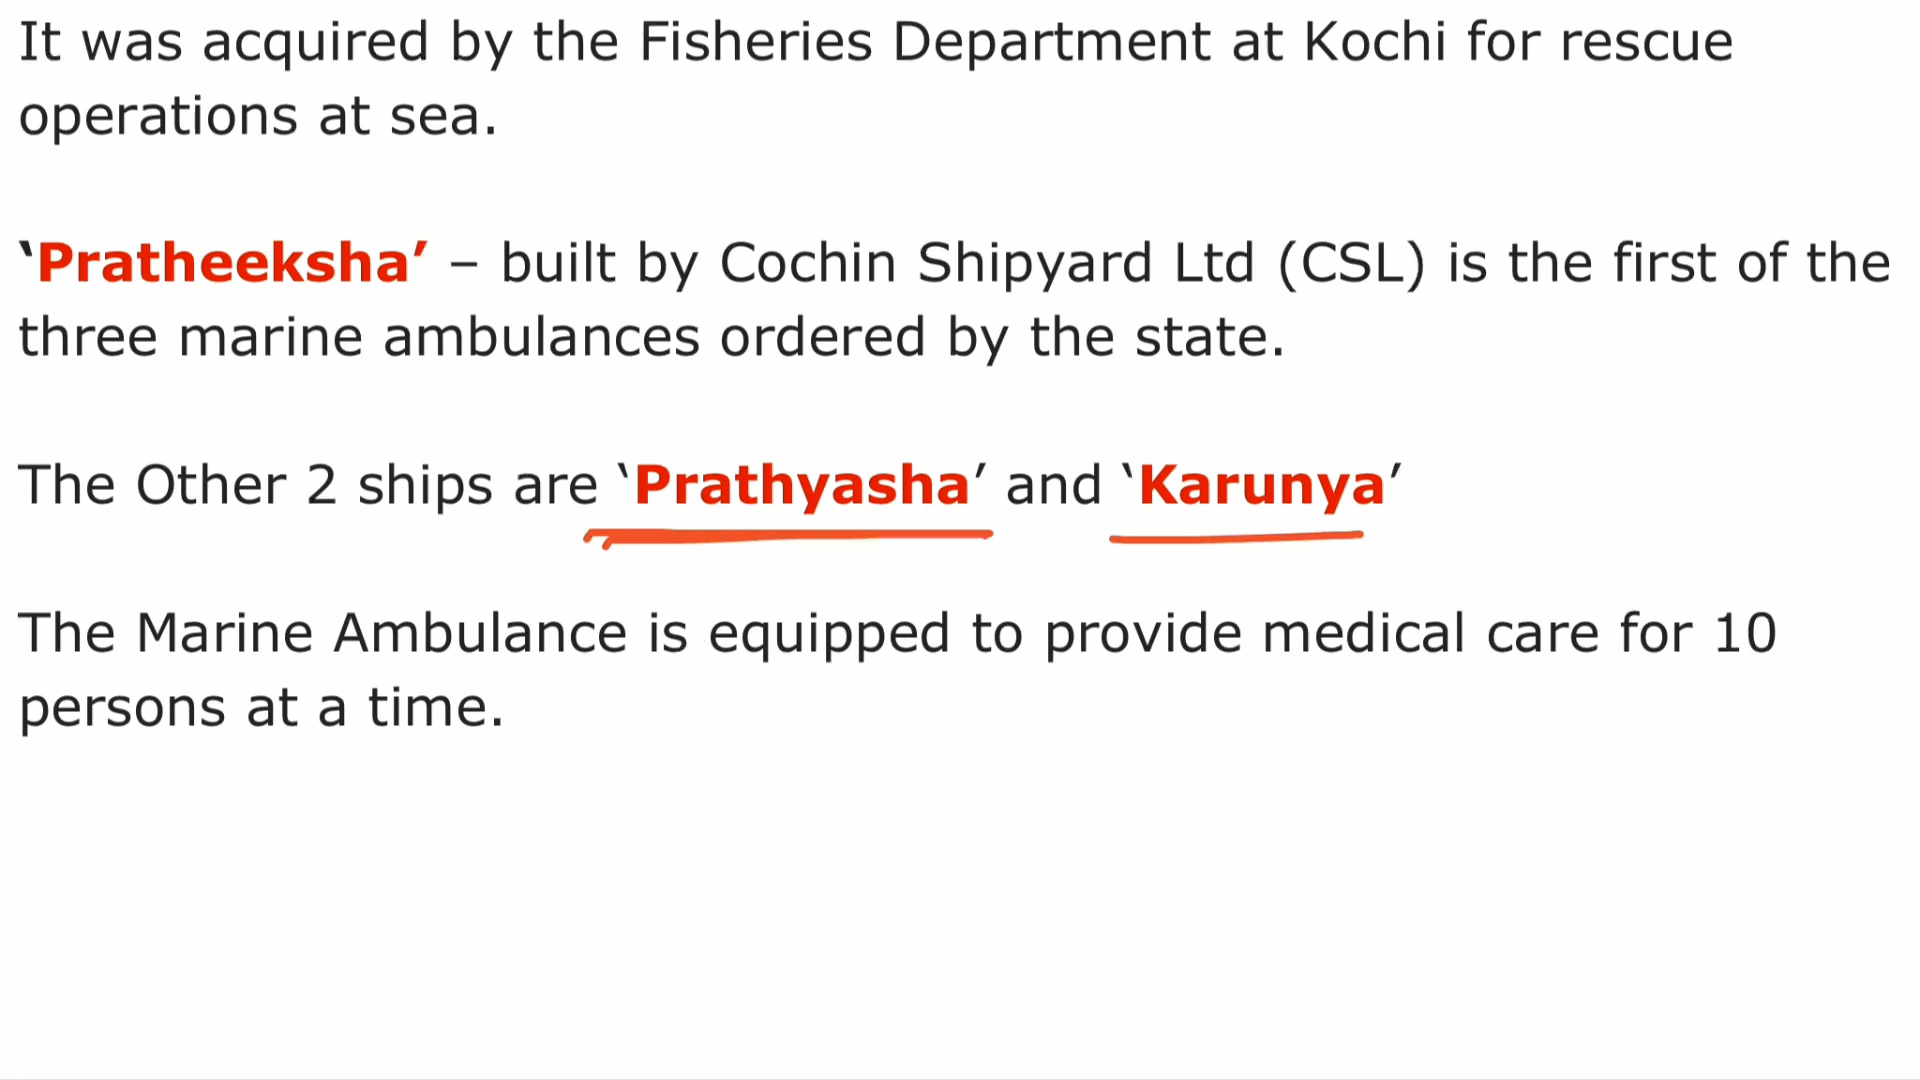 It was acquired by the Fisheries Department at Kochi for rescue
operations at sea.
‘Pratheeksha’ – built by Cochin Shipyard Ltd (CSL) is the first of the
three marine ambulances ordered by the state.
The Other 2 ships are ‘Prathyasha’ and ‘Karunya’
The Marine Ambulance is equipped to provide medical care for 10
persons at a time.